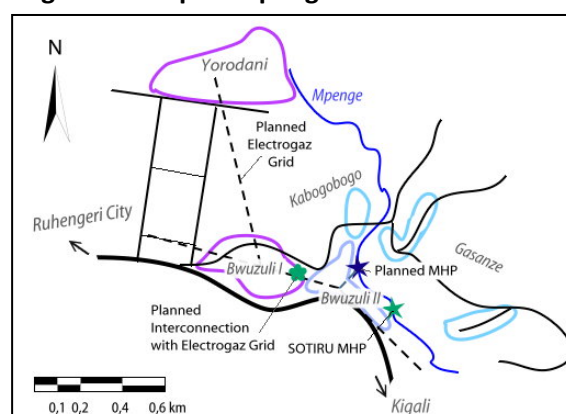 N
Yorodani
Mpenge
Planned
Electrogaz
Grid
Kabogobogo
Ruhengeri City
Gasanze
Bwuzuli I
Planned MHP
Bwuzuli II
Planned
Interconnection
with Electrogaz Grid
SOTIRU MHP
Kigali
0,1 0,2 0,4 0,6 km